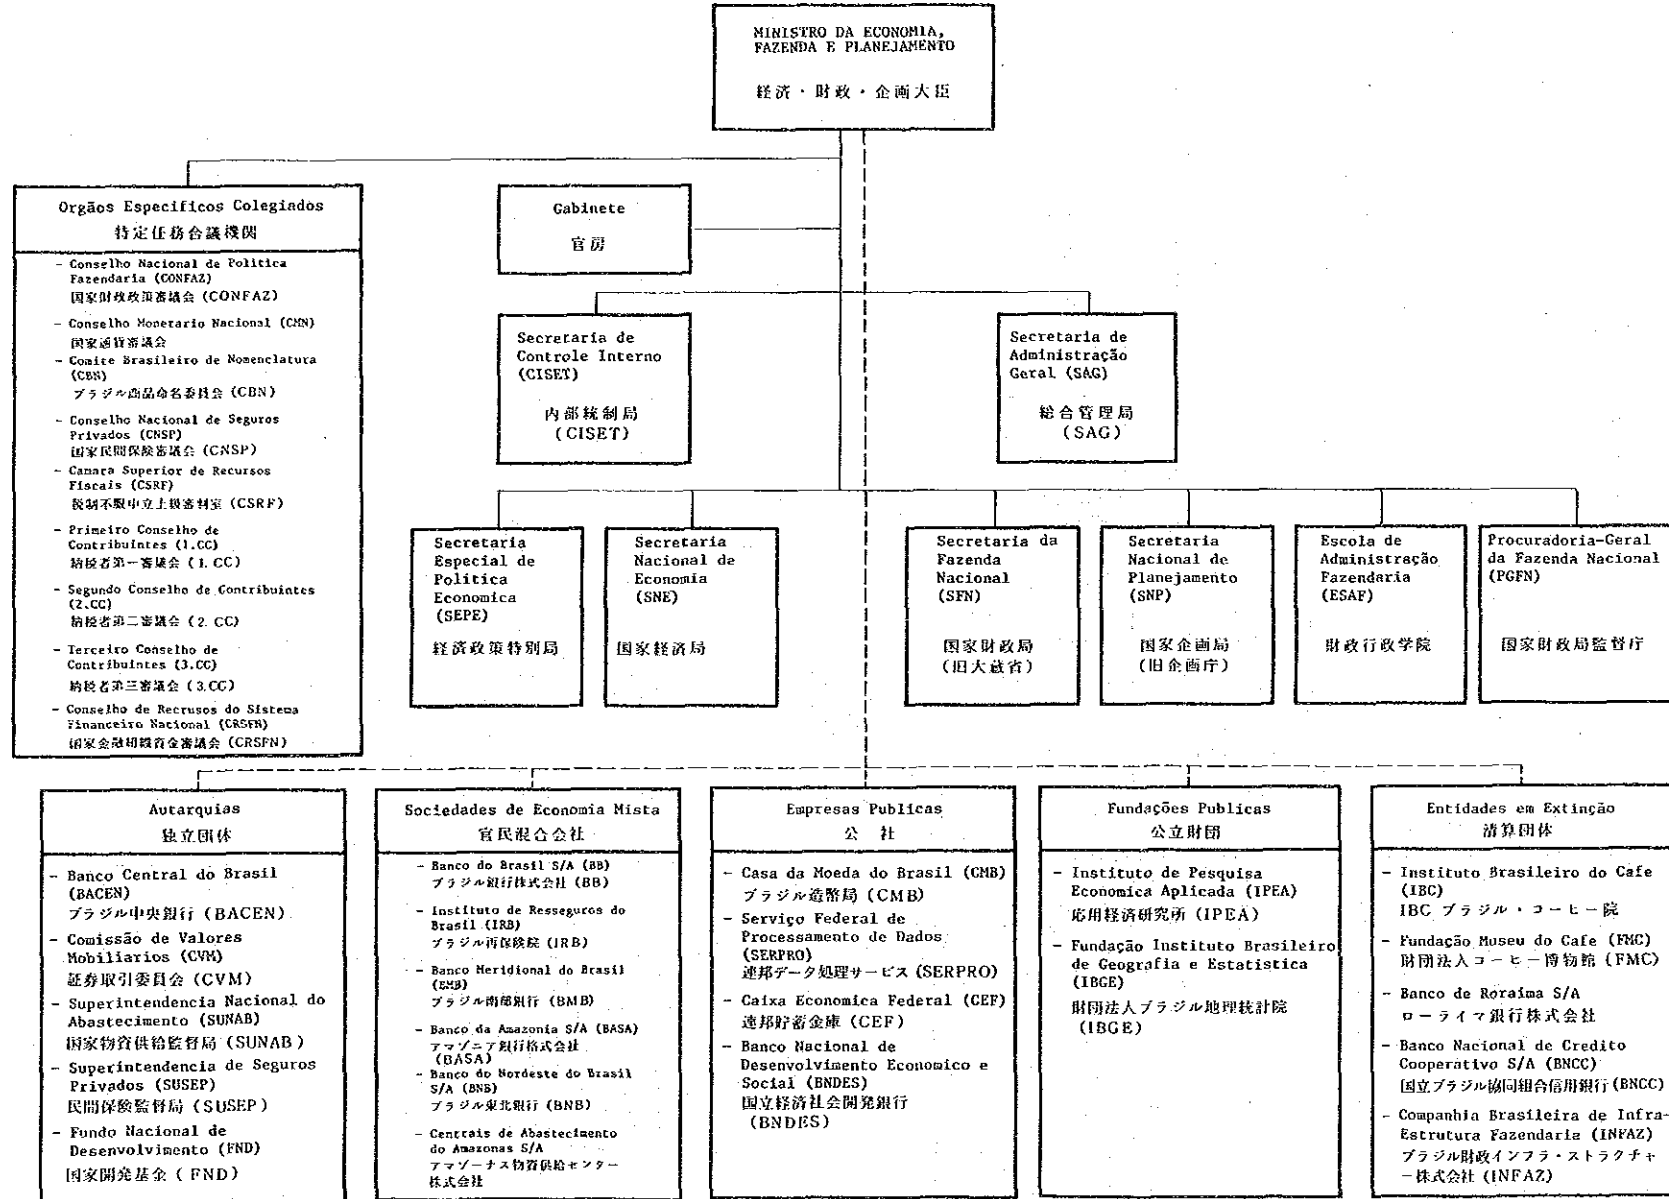 MINISTRO DA ECONOMIA,
FAZENDA E PLANEJAMENTO
経済・財政・企画大臣
Orgãos Especificos Colegindos
特定任務合議機関
- Conselho Nacional de Politica
Fazendaria (CONFAZ)
国家財政政策審議会 (CONFAZ)
- Conselho Monetario Nacional (CMN)
国家通貨審議会
- Comite Brasileiro de Nomenclatura
(CBN)
ブラジル商品命名委員会 (CBN)
- Conselho Nacional de Seguros
Privados (CNSP)
国家民間保険審議会 (CNSP)
- Camara Superior de Recursos
Fiscais (CSRF)
税制不服申立上級審判室 (CSRF)
- Primeiro Conselho de
Contribuintes (1.CC)
納税者第一審議会 (1. CC)
- Segundo Conselho de Contribuintes
(2.CC)
納税者第二審議会 (2. CC)
- Terceiro Conselho de
Contribuintes (3.CC)
納税者第三審議会 (3.CC)
- Conselho de Recrusos do Sistema
Financeiro Nacional (CRSFN)
国家金融組織資金審議会 (CRSFN)
Gabinete
官房
Secretaria de
Controle Interno
(CISET)
内部統制局
(CISET)
Secretaria de
Administração
Geral (SAG)
総合管理局
(SAG)
Secretaria
Especial de
Politica
Economica
(SEPE)
経済政策特別局
Secretaria
Nacional de
Economia
(SNE)
国家経済局
Secretaria da
Fazenda
Nacional
(SFN)
国家財政局
(旧大蔵省)
Secretaria
Nacional de
Planejamento
(SNP)
国家企画局
(旧企画庁)
Escola de
Administração
Fazendaria
(ESAF)
財政行政学院
Procuradoria-Geral
da Fazenda Nacional
(PGFN)
国家財政局監督庁
Autarquias
独立団体
- Banco Central do Brasil
(BACEN)
ブラジル中央銀行 (BACEN)
- Comissão de Valores
Mobiliarios (CVM)
証券取引委員会 (CVM)
- Superintendencia Nacional do
Abastecimento (SUNAB)
国家物資供給監督局 (SUNAB)
- Superintendencia de Seguros
Privados (SUSEP)
民間保険監督局 (SUSEP)
- Fundo Nacional de
Desenvolvimento (FND)
国家開発基金 (FND)
Sociedades de Economia Mista
官民混合会社
- Banco do Brasil S/A (BB)
ブラジル銀行株式会社 (BB)
- Instituto de Resseguros do
Brasil (IRB)
ブラジル再保険院 (IRB)
- Banco Meridional do Brasil
(BMB)
ブラジル南部銀行 (BMB)
- Banco da Amazonia S/A (BASA)
アマゾニア銀行株式会社
(BASA)
- Banco do Nordeste do Brasil
S/A (BNB)
ブラジル東北銀行 (BNB)
- Centrais de Abastecimento
do Amazonas S/A
アマゾーナス物資供給センター
株式会社
Empresas Publicas
公 社
- Casa da Moeda do Brasil (CMB)
ブラジル造幣局 (CMB)
- Serviço Federal de
Processamento de Dados
(SERPRO)
連邦データ処理サービス (SERPRO)
- Caixa Economica Federal (CEF)
連邦貯蓄金庫 (CEF)
- Banco Nacional de
Desenvolvimento Economico e
Social (BNDES)
国立経済社会開発銀行
(BNDES)
Fundações Publicas
公立財団
- Instituto de Pesquisa
Economica Aplicada (IPEA)
応用経済研究所 (IPEA)
- Fundação Instituto Brasileiro
de Geografia e Estatistica
(IBGE)
財団法人ブラジル地理統計院
(IBGE)
Entidades em Extinção
清算団体
- Instituto Brasileiro do Cafe
(IBC)
IBC ブラジル・コーヒー院
- Fundação Museu do Cafe (FMC)
財団法人コーヒー博物館 (FMC)
- Banco de Roraima S/A
ローライマ銀行株式会社
- Banco Nacional de Credito
Cooperativo S/A (BNCC)
国立ブラジル協同組合信用銀行 (BNCC)
- Companhia Brasileira de Infra-
Estrutura Fazendaria (INFAZ)
ブラジル財政インフラ・ストラクチャ
ー株式会社 (INFAZ)